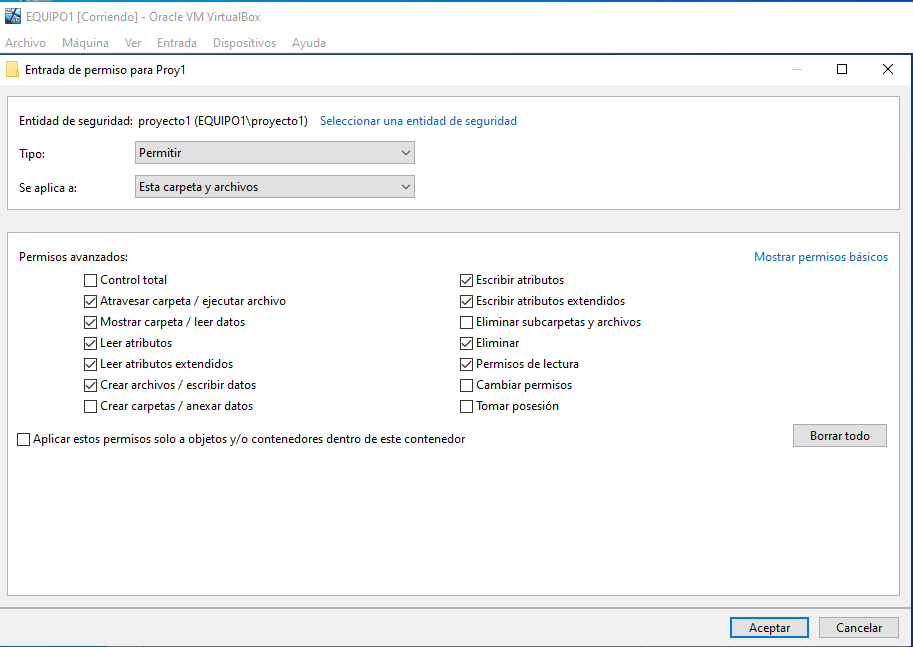 EQUIPO1 [Corriendo] - Oracle VM VirtualBox
Archivo Máquina Ver Entrada Dispositivos Ayuda
Entrada de permiso para Proy1
Entidad de seguridad: proyecto1 (EQUIPO1\proyecto1) Seleccionar una entidad de seguridad
Tipo: Permitir
Se aplica a: Esta carpeta y archivos
Permisos avanzados: Mostrar permisos básicos
Control total Escribir atributos
Atravesar carpeta / ejecutar archivo Escribir atributos extendidos
Mostrar carpeta / leer datos Eliminar subcarpetas y archivos
Leer atributos Eliminar
Leer atributos extendidos Permisos de lectura
Crear archivos / escribir datos Cambiar permisos
Crear carpetas / anexar datos Tomar posesión
Aplicar estos permisos solo a objetos y/o contenedores dentro de este contenedor Borrar todo
Aceptar Cancelar